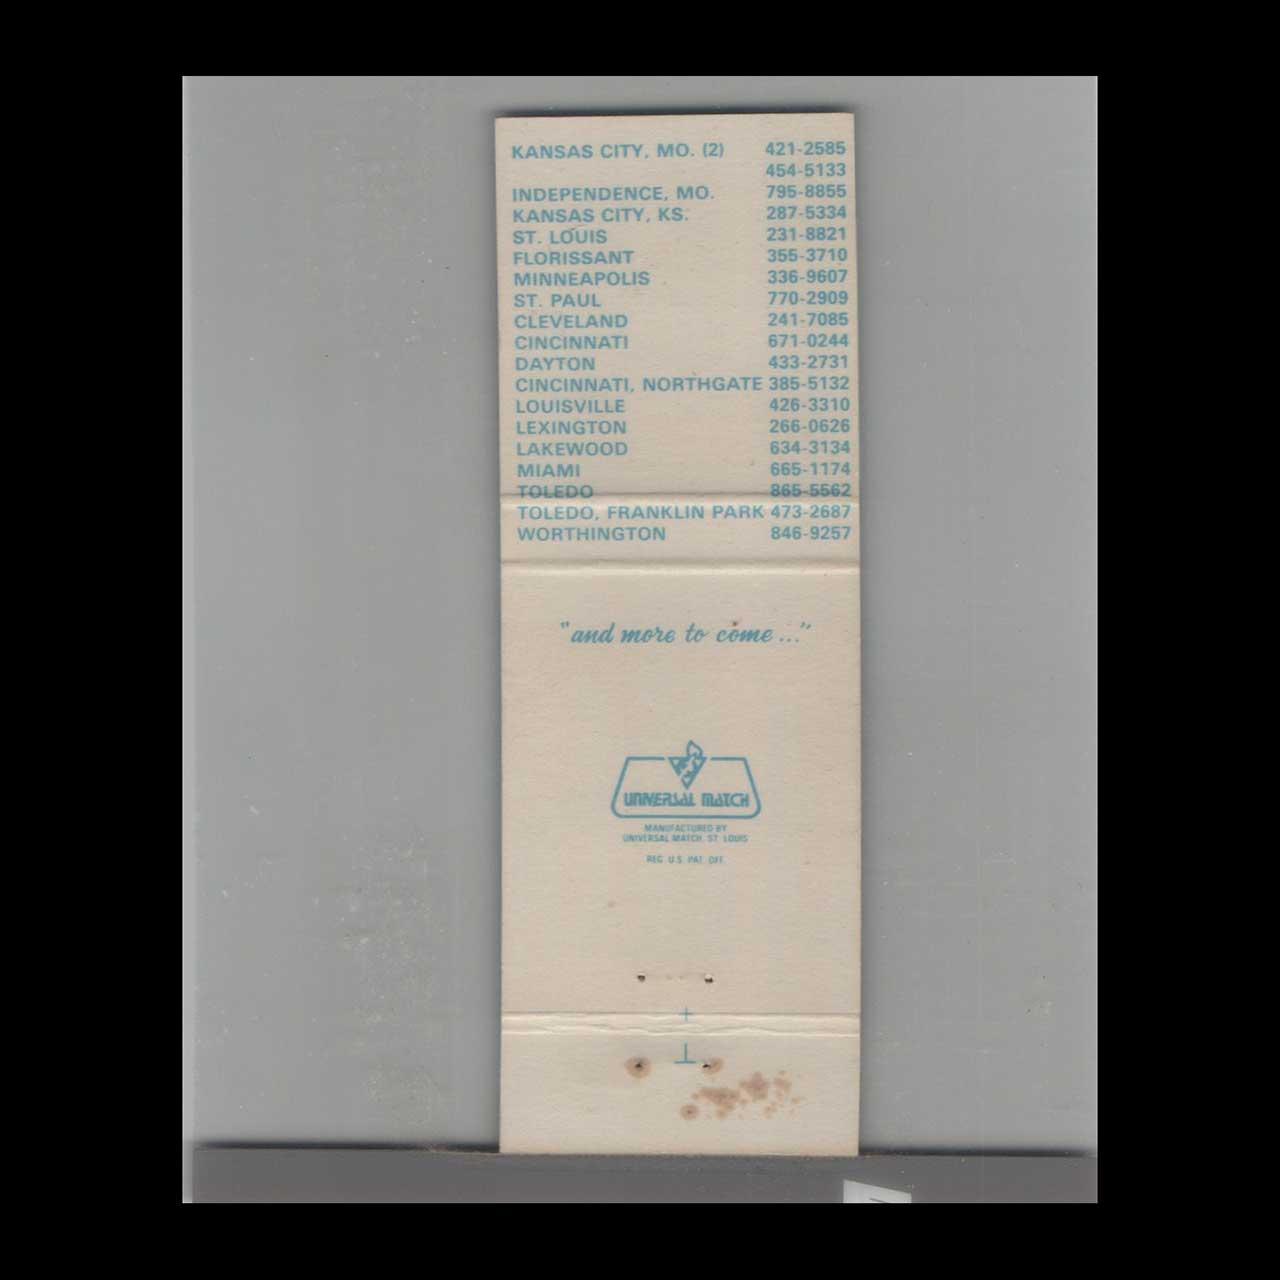 KANSAS CITY, MO. (2) 421-2585
454-5133
INDEPENDENCE, MO. 795-8855
KANSAS CITY, KS. 287-5334
ST. LOUIS 231-8821
FLORISSANT 355-3710
MINNEAPOLIS 336-9607
ST. PAUL 770-2909
CLEVELAND 241-7085
CINCINNATI 671-0244
DAYTON 433-2731
CINCINNATI, NORTHGATE 385-5132
LOUISVILLE 426-3310
LEXINGTON 266-0626
LAKEWOOD 634-3134
MIAMI 665-1174
TOLEDO 865-5562
TOLEDO, FRANKLIN PARK 473-2687
WORTHINGTON 846-9257
"and more to come..."
UNIVERSAL MATCH
MANUFACTURED BY
UNIVERSAL MATCH, ST. LOUIS
REG. U.S. PAT. OFF.